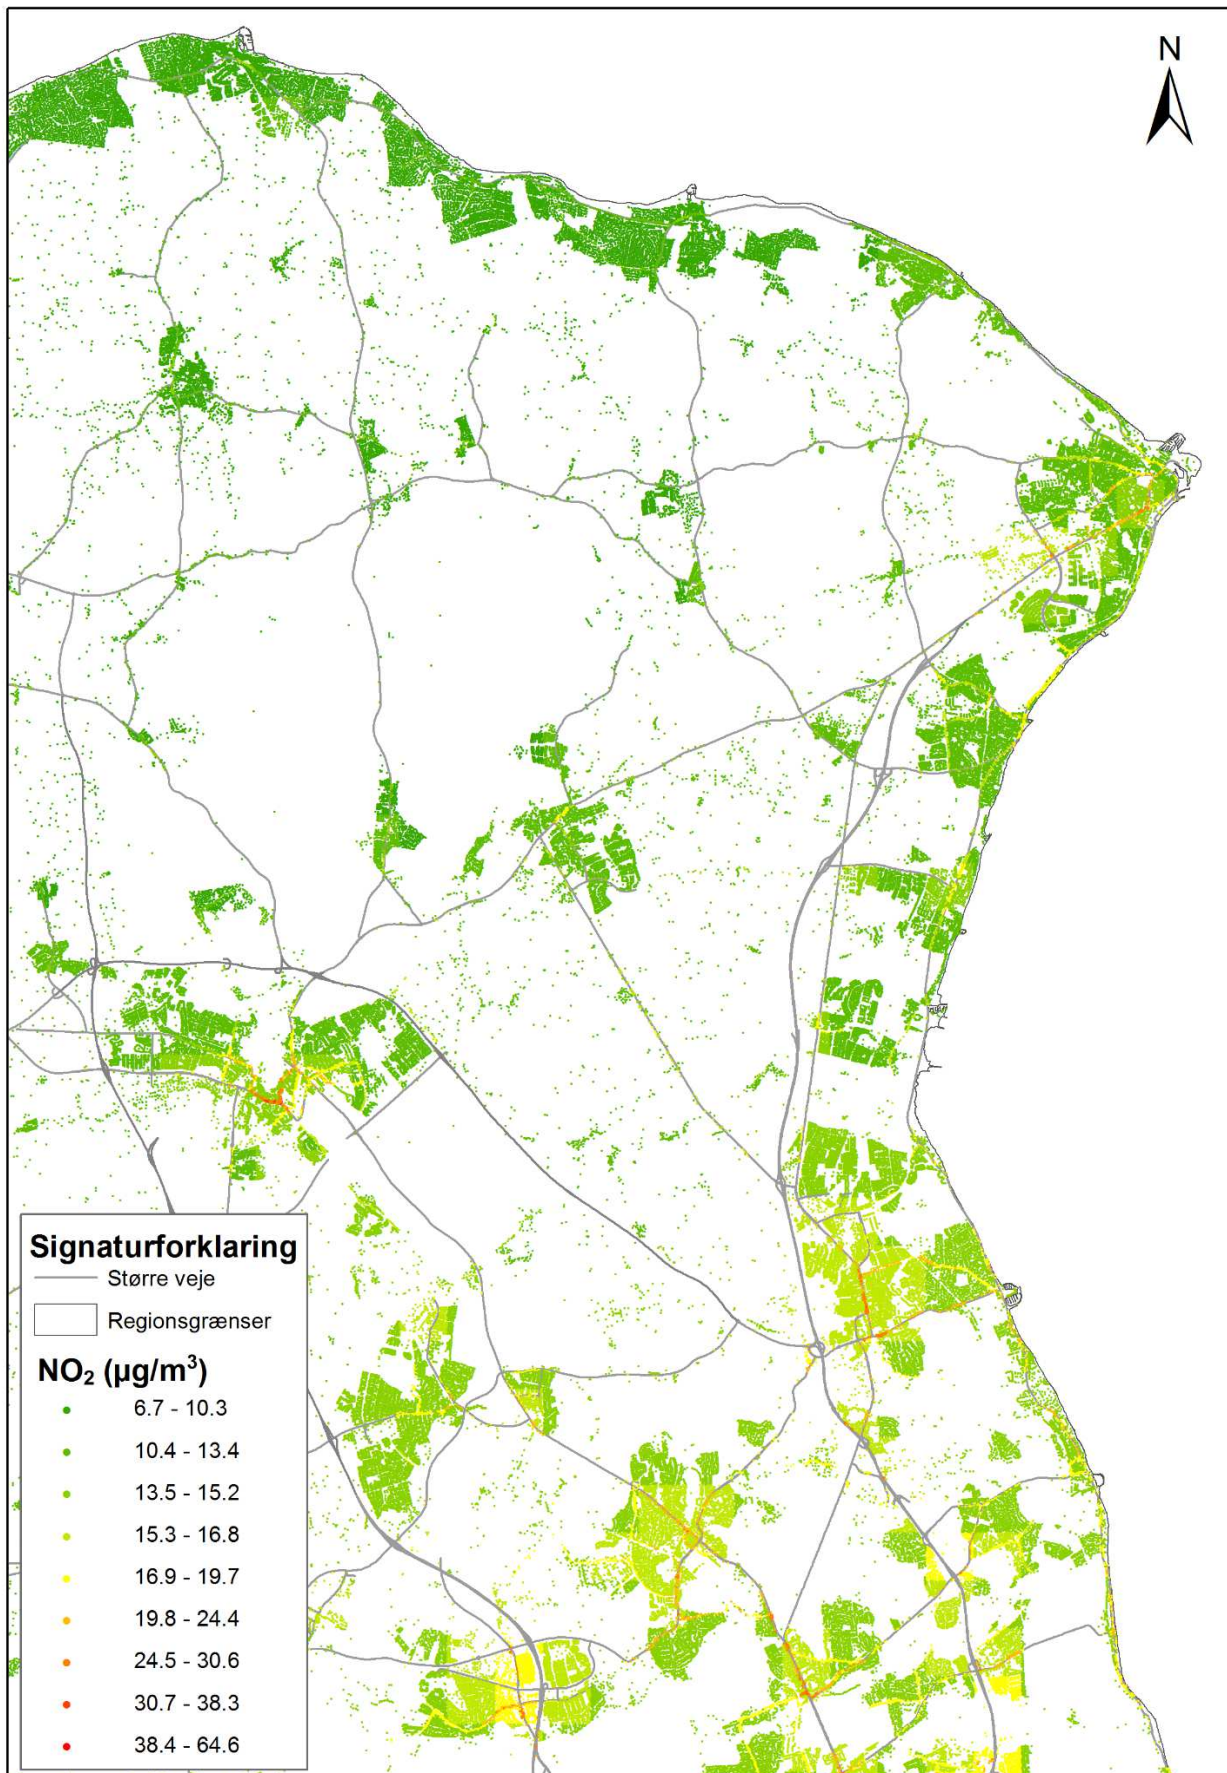 N
Signaturforklaring
Større veje
Regionsgrænser
NO₂ (µg/m³)
6.7 - 10.3
10.4 - 13.4
13.5 - 15.2
15.3 - 16.8
16.9 - 19.7
19.8 - 24.4
24.5 - 30.6
30.7 - 38.3
38.4 - 64.6